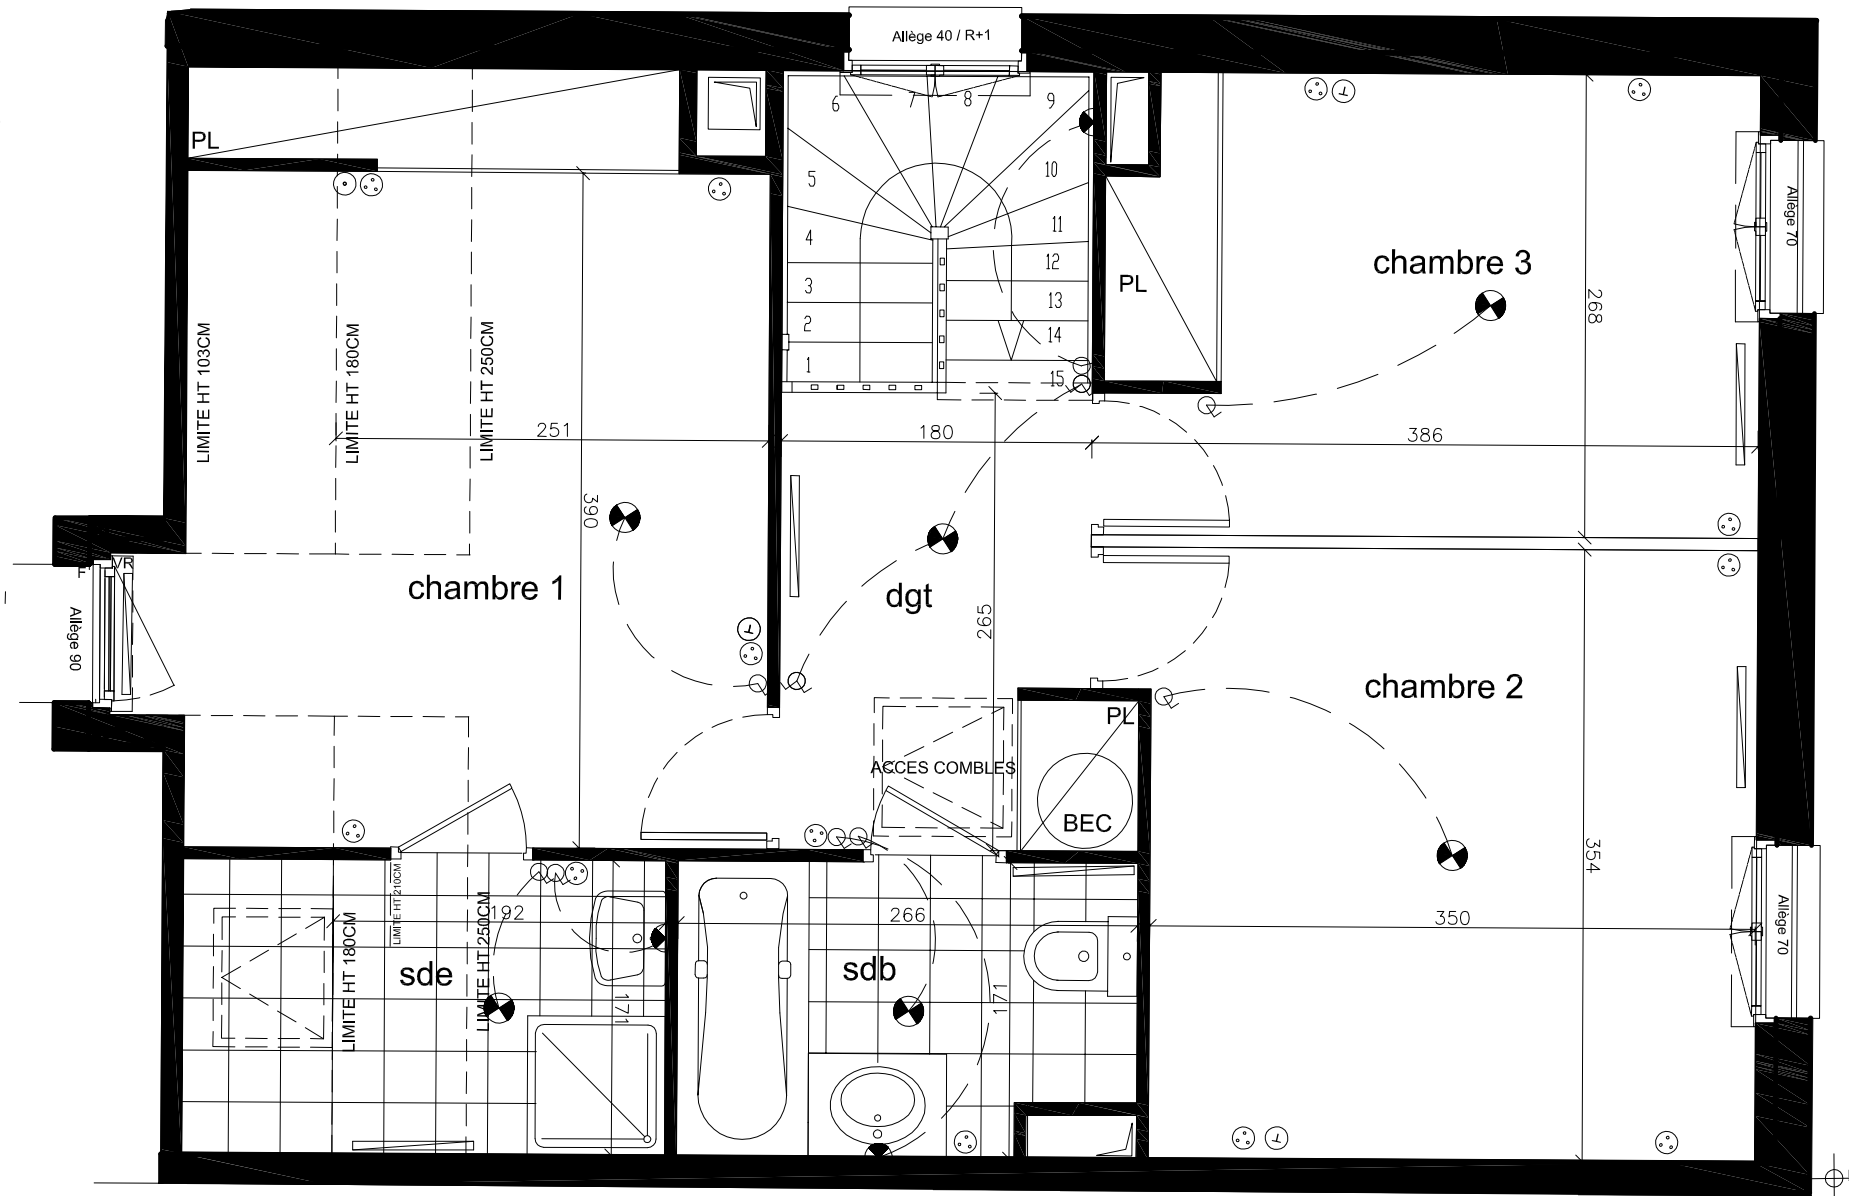 Allège 40 / R+1
6
7
8
9
PL
5
10
4
11
chambre 3
Allège 70
3
12
PL
2
13
268
LIMITE HT 103CM
LIMITE HT 180CM
LIMITE HT 250CM
1
14
15
251
180
386
390
F
VR
chambre 1
dgt
Allège 90
265
chambre 2
PL
ACCES COMBLES
BEC
354
LIMITE HT 180CM
LIMITE HT 210CM
LIMITE HT 250CM
192
266
350
Allège 70
sde
sdb
171
171